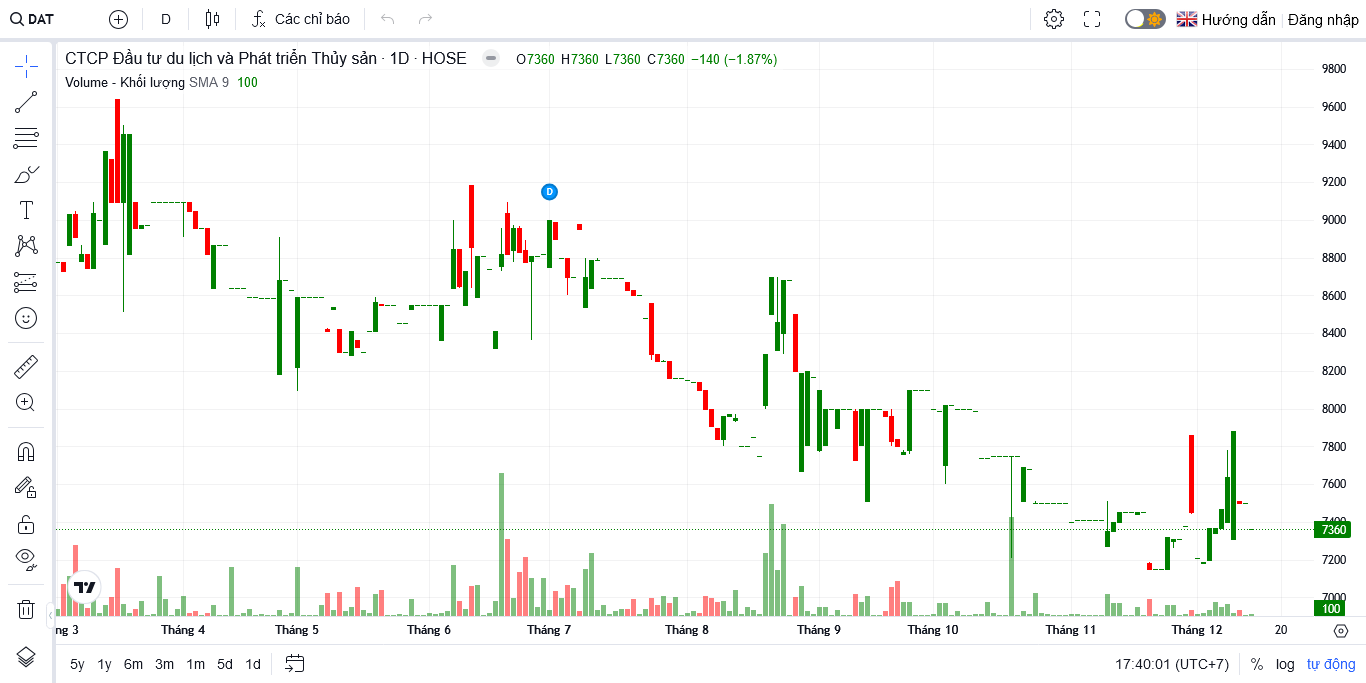 DAT
D
Các chỉ báo
Hướng dẫn
Đăng nhập
CTCP Đầu tư du lịch và Phát triển Thủy sản · 1D · HOSE
O7360 H7360 L7360 C7360 −140 (−1.87%)
Volume - Khối lượng SMA 9 100
D
9800
9600
9400
9200
9000
8800
8600
8400
8200
8000
7800
7600
7400
7360
7200
7000
100
ng 3 Tháng 4 Tháng 5 Tháng 6 Tháng 7 Tháng 8 Tháng 9 Tháng 10 Tháng 11 Tháng 12 20
5y 1y 6m 3m 1m 5d 1d
17:40:01 (UTC+7) % log tự động